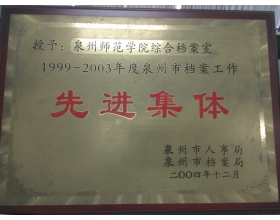 授予：泉州师范学院综合档案室
1999-2003年度泉州市档案工作
先进集体
泉州市人事局
泉州市档案局
二00四年十二月